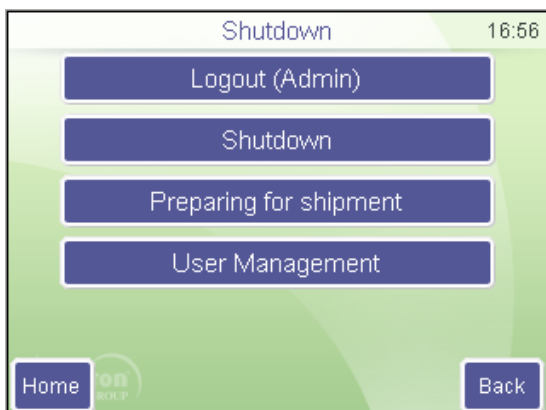 Shutdown 16:56
Logout (Admin)
Shutdown
Preparing for shipment
User Management
Home
Back